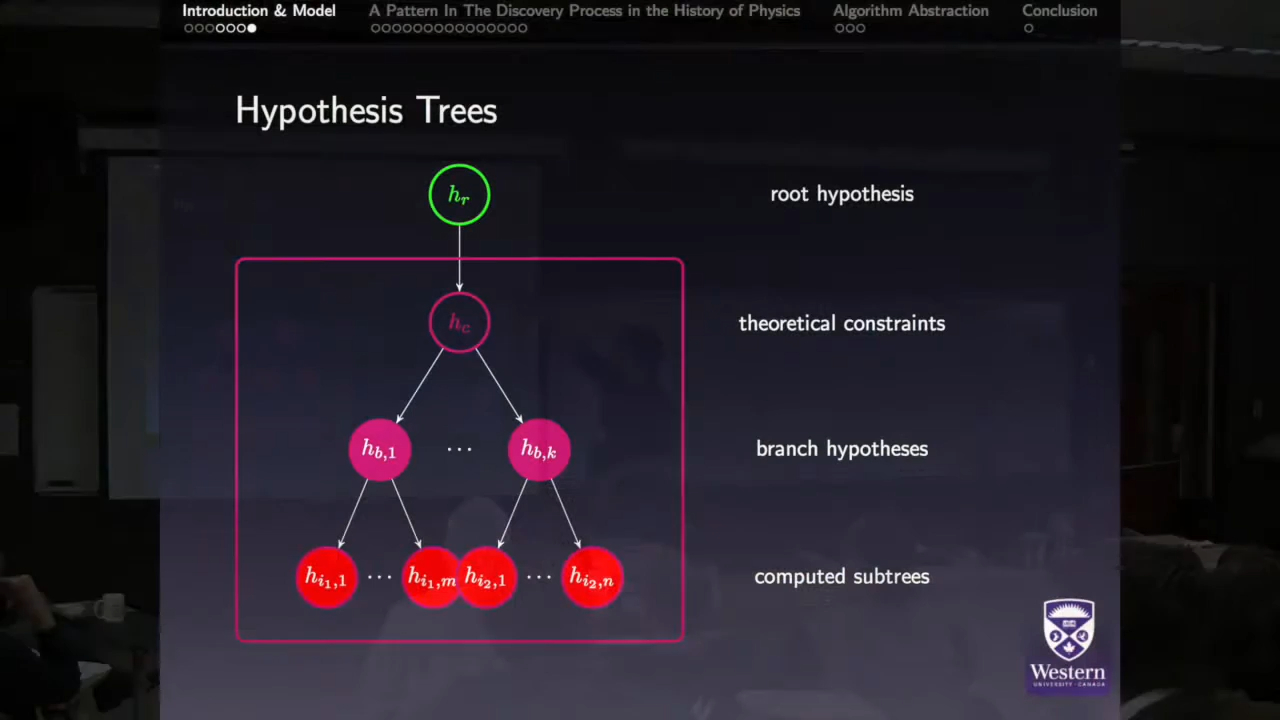 Introduction & Model A Pattern In The Discovery Process in the History of Physics Algorithm Abstraction Conclusion
Hypothesis Trees
h_r root hypothesis
h_c theoretical constraints
h_{b,1} ... h_{b,k} branch hypotheses
h_{i_1,1} ... h_{i_1,m} h_{i_2,1} ... h_{i_2,n} computed subtrees
Western
UNIVERSITY · CANADA